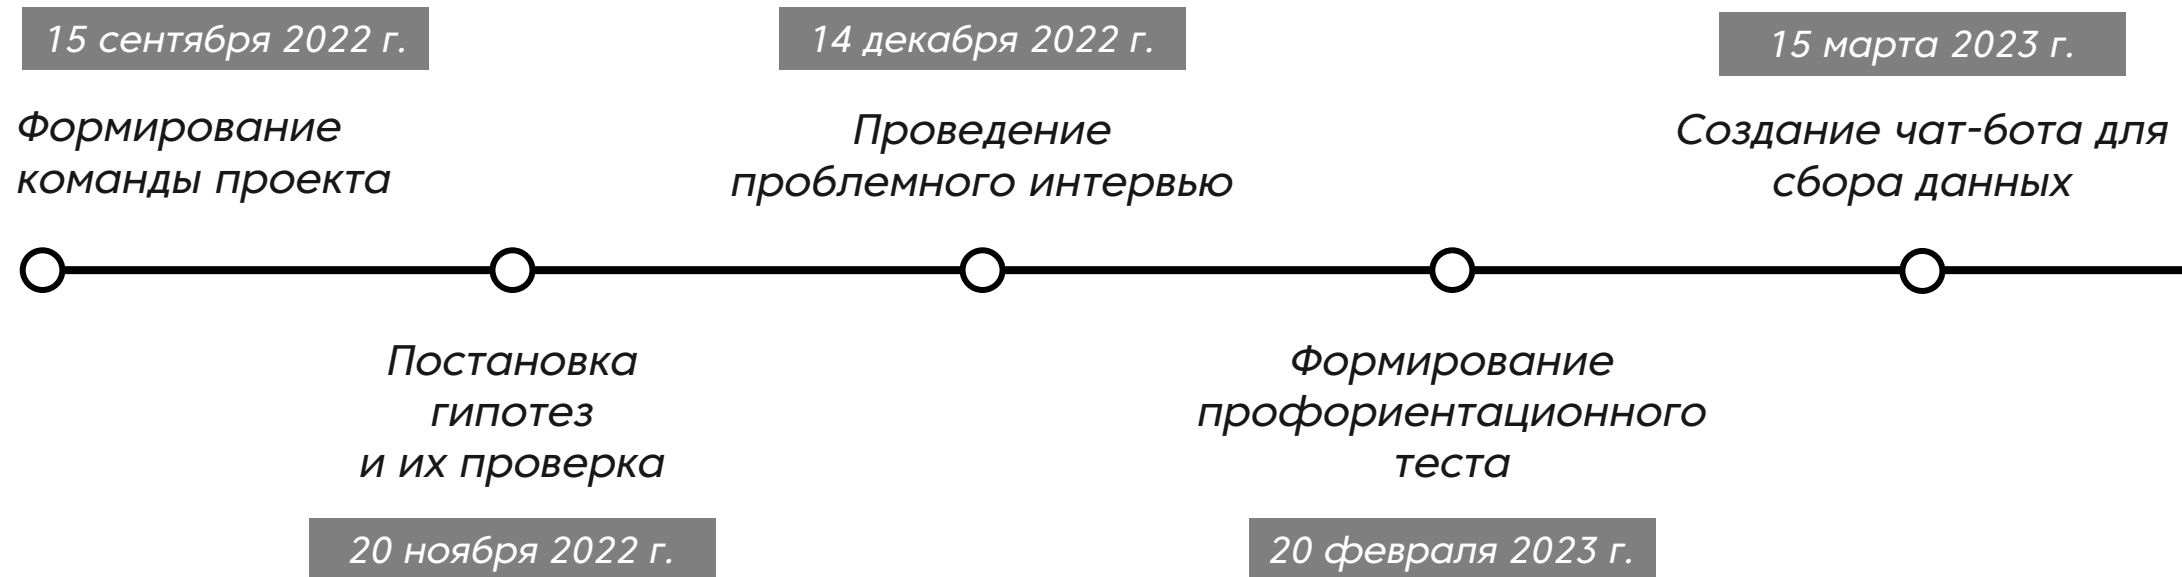 15 сентября 2022 г.
Формирование
команды проекта
Постановка
гипотез
и их проверка
20 ноября 2022 г.
14 декабря 2022 г.
Проведение
проблемного интервью
Формирование
профориентационного
теста
20 февраля 2023 г.
15 марта 2023 г.
Создание чат-бота для
сбора данных